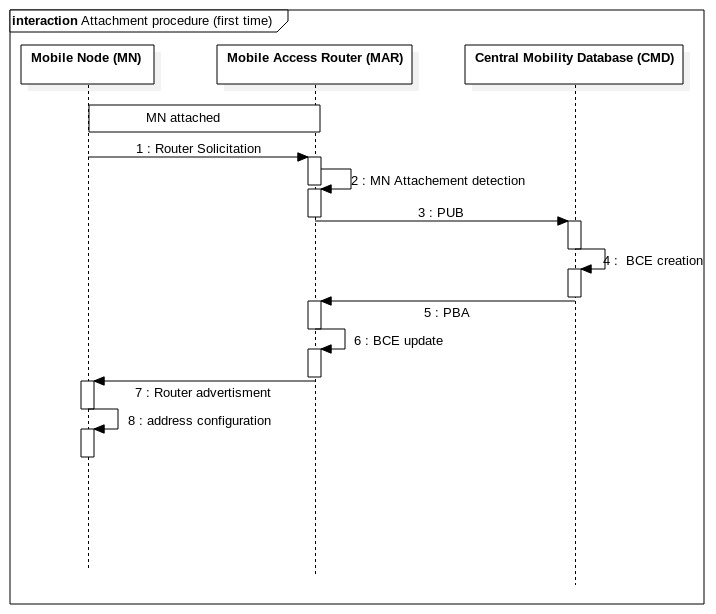 interaction Attachment procedure (first time)
Mobile Node (MN)
Mobile Access Router (MAR)
Central Mobility Database (CMD)
MN attached
1 : Router Solicitation
2 : MN Attachement detection
3 : PUB
4 :  BCE creation
5 : PBA
6 : BCE update
7 : Router advertisment
8 : address configuration